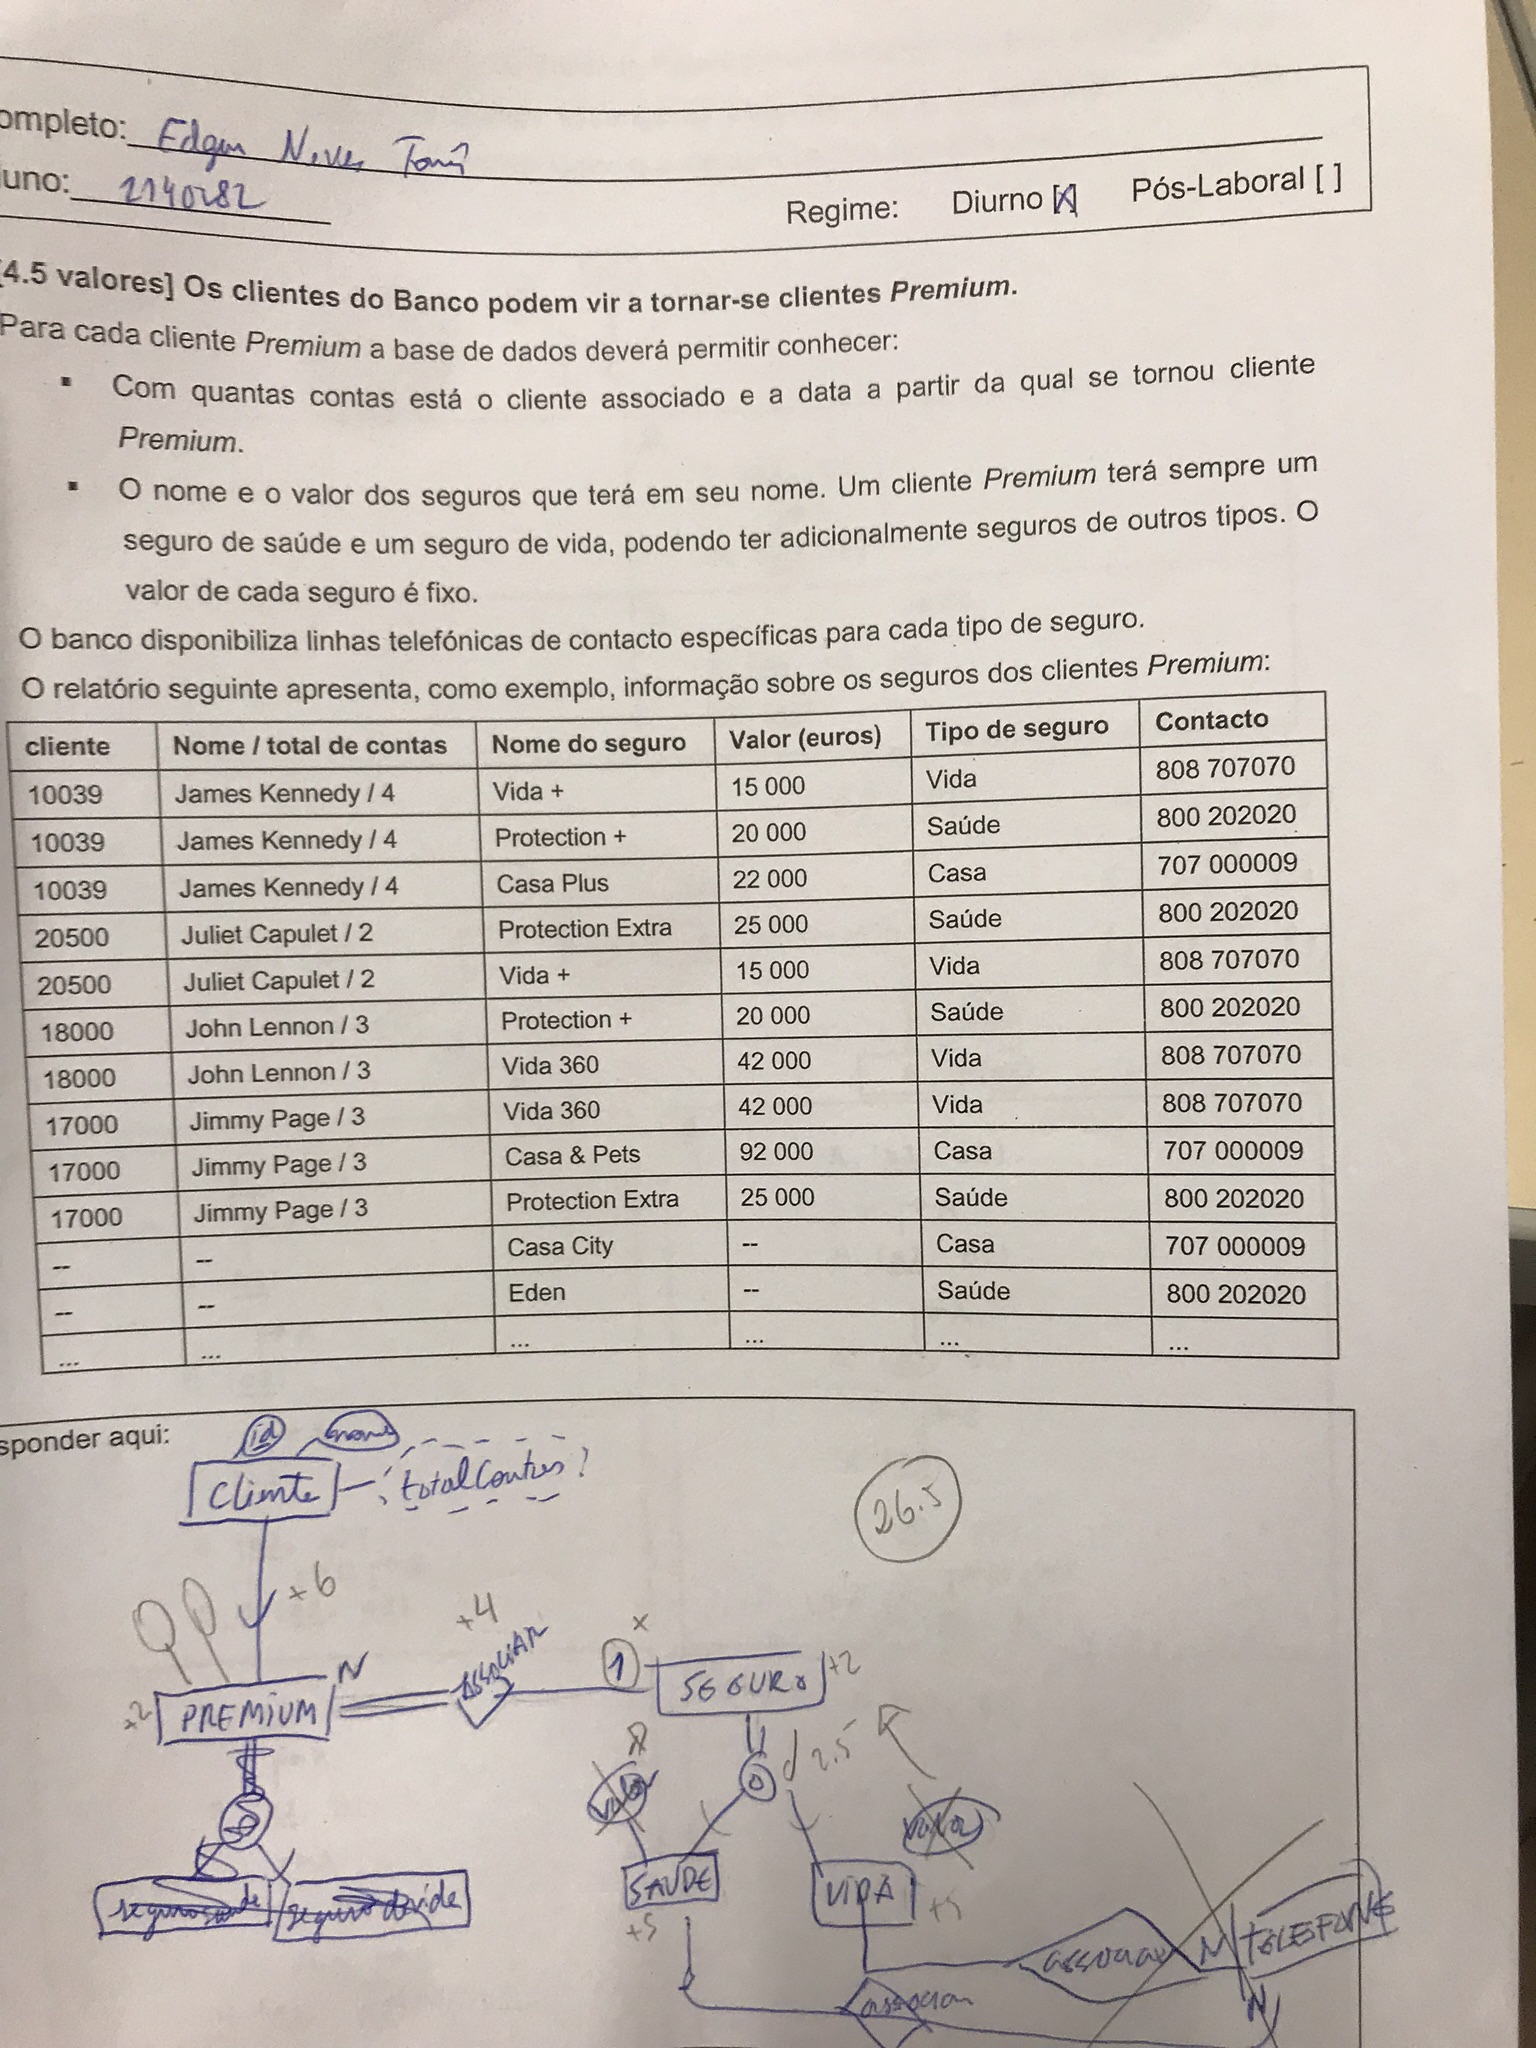 ompleto: Edgar Neves Tomé
uno: 2140282
Regime: Diurno [X] Pós-Laboral [ ]
[4.5 valores] Os clientes do Banco podem vir a tornar-se clientes Premium.
Para cada cliente Premium a base de dados deverá permitir conhecer:
▪ Com quantas contas está o cliente associado e a data a partir da qual se tornou cliente
Premium.
▪ O nome e o valor dos seguros que terá em seu nome. Um cliente Premium terá sempre um
seguro de saúde e um seguro de vida, podendo ter adicionalmente seguros de outros tipos. O
valor de cada seguro é fixo.
O banco disponibiliza linhas telefónicas de contacto específicas para cada tipo de seguro.
O relatório seguinte apresenta, como exemplo, informação sobre os seguros dos clientes Premium:
cliente Nome / total de contas Nome do seguro Valor (euros) Tipo de seguro Contacto
10039 James Kennedy / 4 Vida + 15 000 Vida 808 707070
10039 James Kennedy / 4 Protection + 20 000 Saúde 800 202020
10039 James Kennedy / 4 Casa Plus 22 000 Casa 707 000009
20500 Juliet Capulet / 2 Protection Extra 25 000 Saúde 800 202020
20500 Juliet Capulet / 2 Vida + 15 000 Vida 808 707070
18000 John Lennon / 3 Protection + 20 000 Saúde 800 202020
18000 John Lennon / 3 Vida 360 42 000 Vida 808 707070
17000 Jimmy Page / 3 Vida 360 42 000 Vida 808 707070
17000 Jimmy Page / 3 Casa & Pets 92 000 Casa 707 000009
17000 Jimmy Page / 3 Protection Extra 25 000 Saúde 800 202020
-- -- Casa City -- Casa 707 000009
-- -- Eden -- Saúde 800 202020
... ... ... ... ... ...
sponder aqui:
id nome
Cliente totalContas?
26.5
+6
+4
N ASSOCIAR 1 x
+2 PREMIUM SEGURO +2
O d 2.5
valor valor
SAUDE VIDA
+5 +5
seguro saude seguro de vida
associar N TELEFONE
associar N